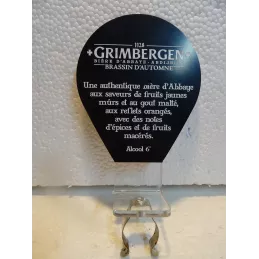 1128
GRIMBERGEN
BIÈRE D'ABBAYE - ABDIJBIER
BRASSIN D'AUTOMNE
Une authentique bière d'Abbaye
aux saveurs de fruits jaunes
mûrs et au goût malté,
aux reflets orangés,
avec des notes
d'épices et de fruits
macérés.
Alcool 6°